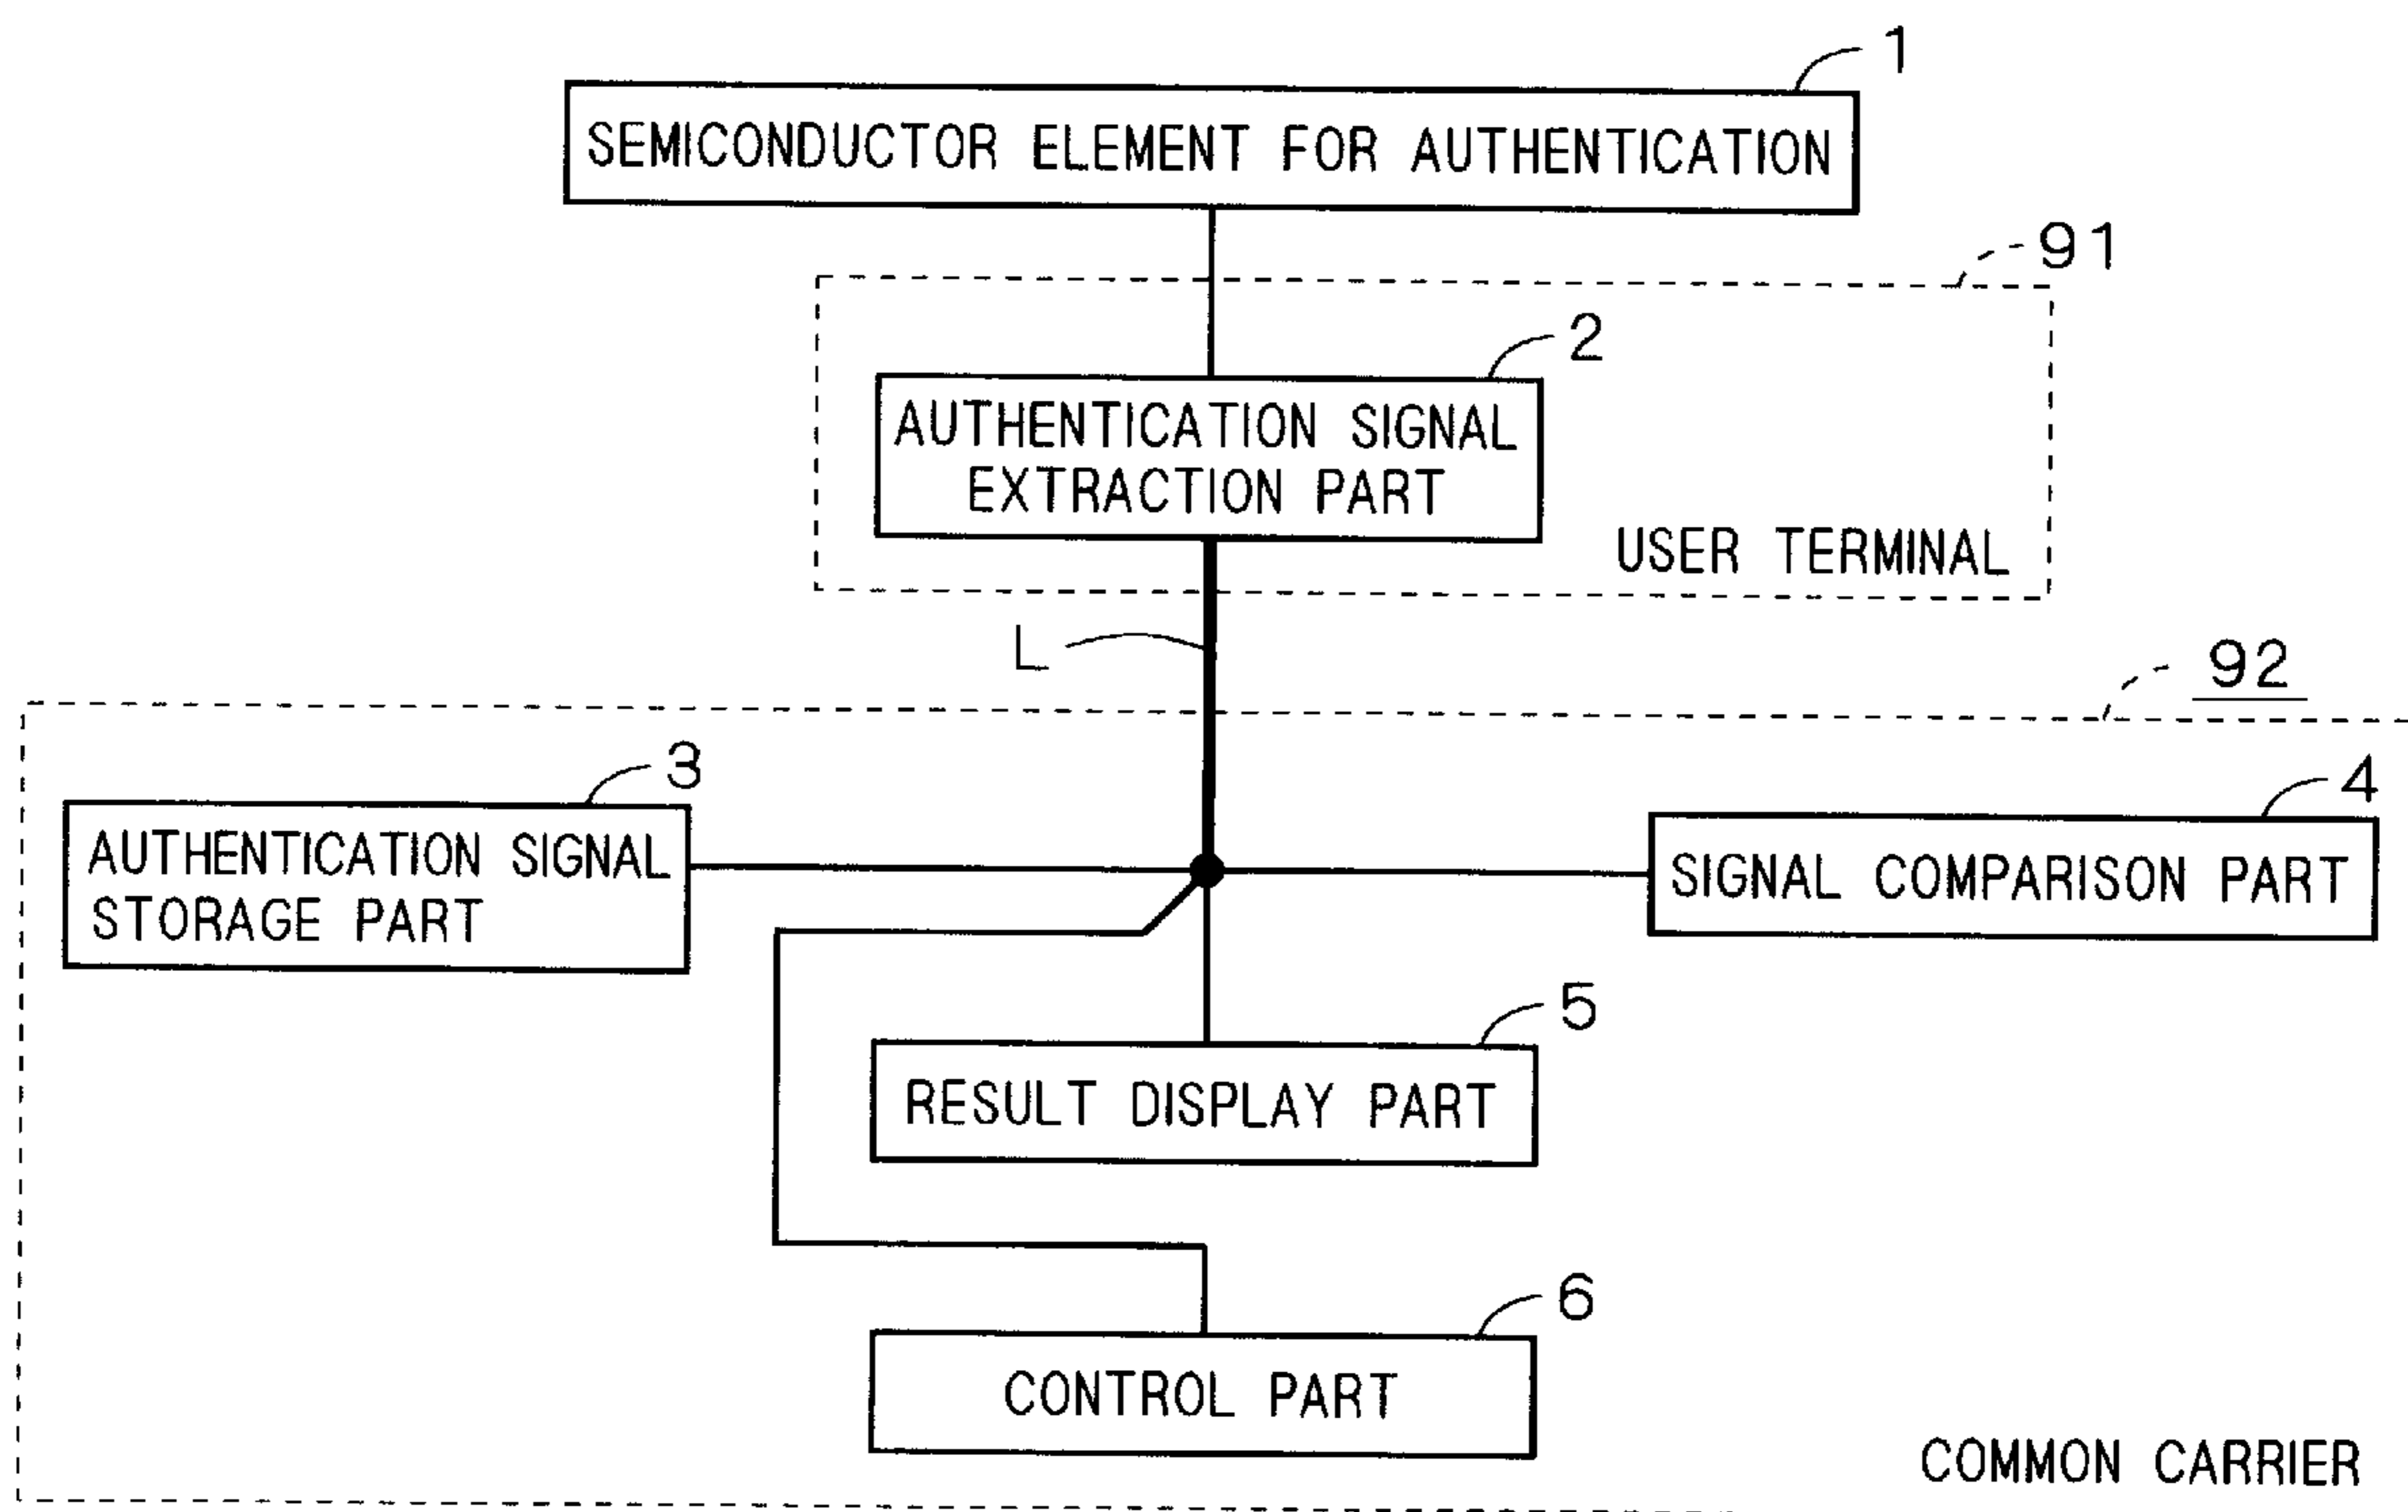 1
SEMICONDUCTOR ELEMENT FOR AUTHENTICATION
91
2
AUTHENTICATION SIGNAL
EXTRACTION PART
USER TERMINAL
L
92
3
4
AUTHENTICATION SIGNAL
STORAGE PART
SIGNAL COMPARISON PART
5
RESULT DISPLAY PART
6
CONTROL PART
COMMON CARRIER